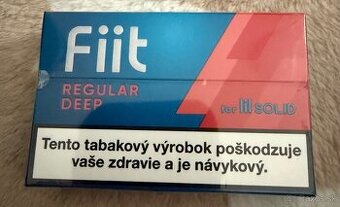 Fiit
REGULAR
DEEP
for lil SOLID
Tento tabakový výrobok poškodzuje
vaše zdravie a je návykový.